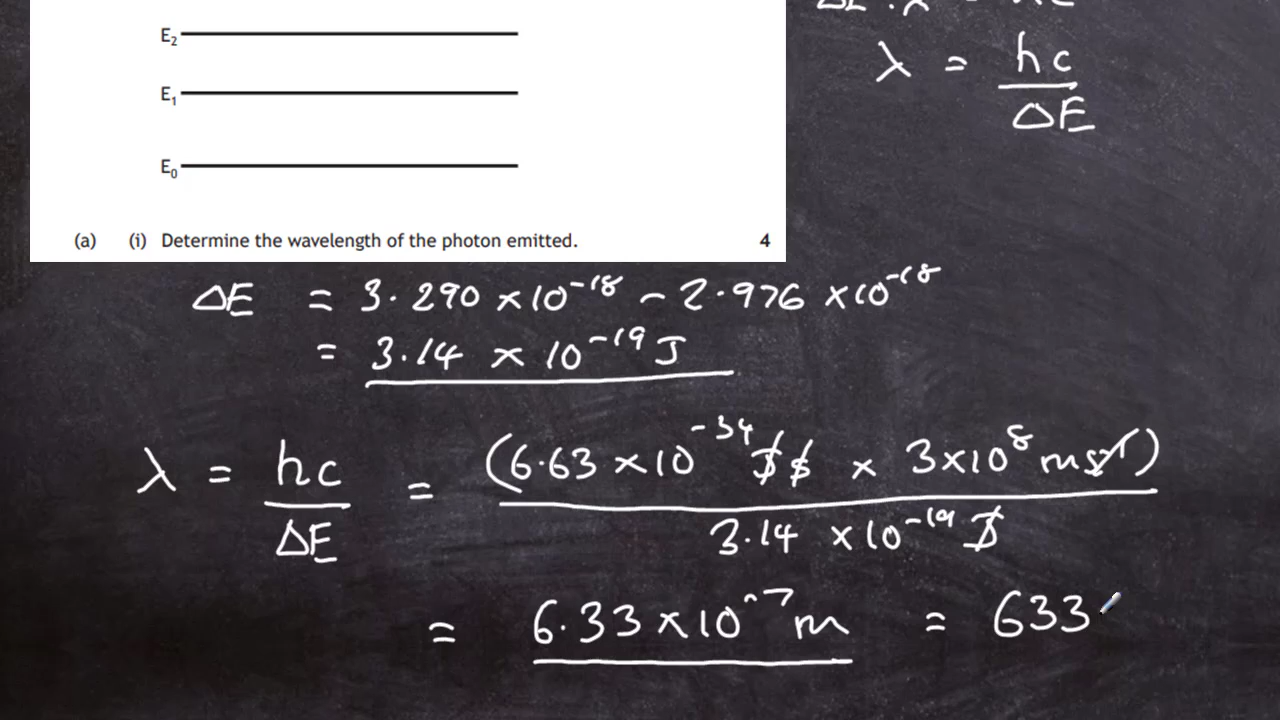 ΔE · λ = hc
λ = hc / ΔE
E₂
E₁
E₀
(a) (i) Determine the wavelength of the photon emitted. 4
ΔE = 3.290 × 10⁻¹⁸ − 2.976 × 10⁻¹⁸
= 3.14 × 10⁻¹⁹ J
λ = hc / ΔE = (6.63 × 10⁻³⁴ J s × 3 × 10⁸ m s⁻¹) / 3.14 × 10⁻¹⁹ J
= 6.33 × 10⁻⁷ m = 633